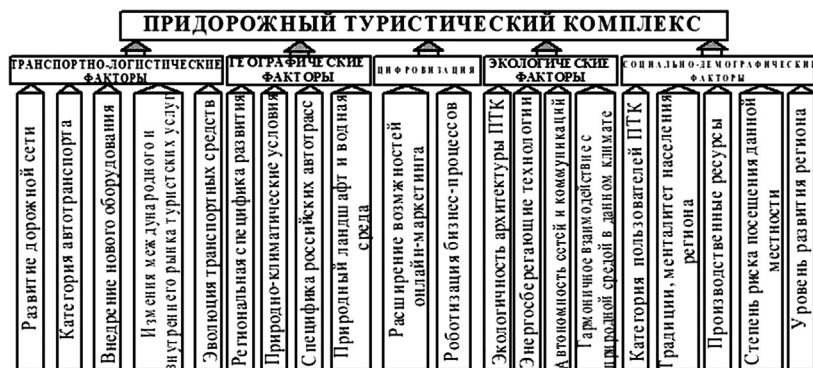 ПРИДОРОЖНЫЙ ТУРИСТИЧЕСКИЙ КОМПЛЕКС
ТРАНСПОРТНО-ЛОГИСТИЧЕСКИЕ
ФАКТОРЫ
Развитие дорожной сети
Категория автотранспорта
Внедрение нового оборудования
Изменения международного и
внутреннего рынка туристских услуг
Эволюция транспортных средств
ГЕОГРАФИЧЕСКИЕ
ФАКТОРЫ
Региональная специфика развития
Природно-климатические условия
Специфика российских автотрасс
Природный ландшафт и водная
среда
ЦИФРОВИЗАЦИЯ
Расширение возмжностей
онлайн-маркетинга
Роботизация бизнес-процессов
ЭКОЛОГИЧЕСКИЕ
ФАКТОРЫ
Экологичность архитектуры ПТК
Энергосберегающие технологии
Автономность сетей и коммуникаций
Гармоничное взаимодействие с
природной средой в данном климате
СОЦИАЛЬНО-ДЕМОГРАФИЧЕСКИЕ
ФАКТОРЫ
Категория пользователей ПТК
Традиции, менталитет населения
региона
Производственные ресурсы
Степень риска посещения данной
местности
Уровень развития региона